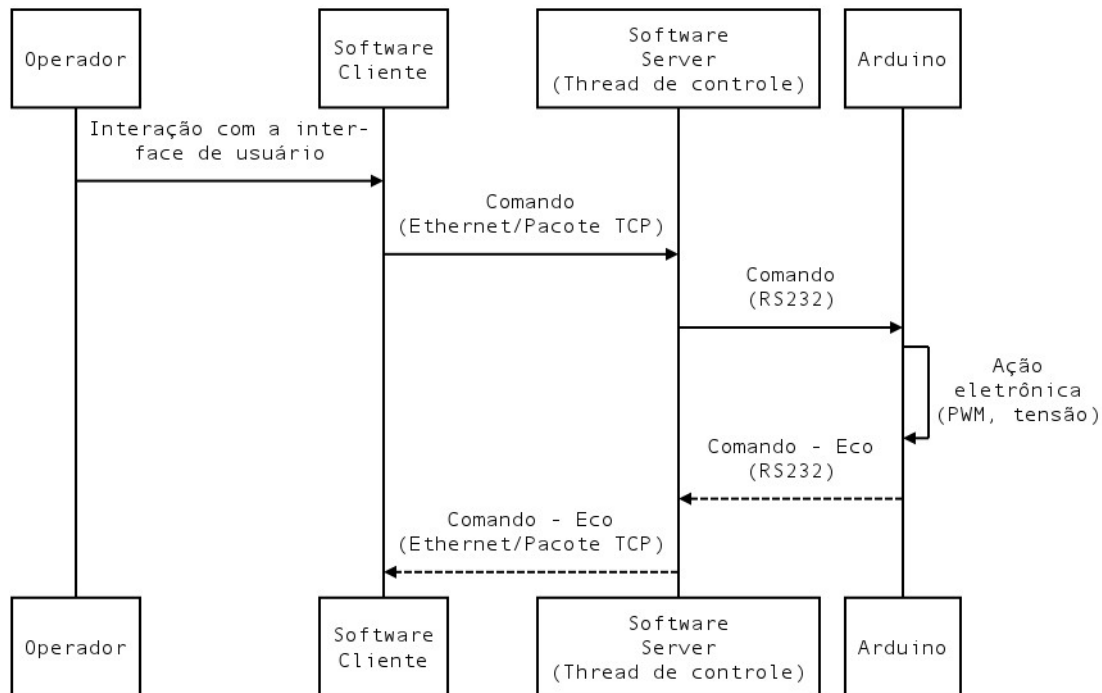 Operador
Software
Cliente
Software
Server
(Thread de controle)
Arduino
Interação com a inter-
face de usuário
Comando
(Ethernet/Pacote TCP)
Comando
(RS232)
Ação
eletrônica
(PWM, tensão)
Comando - Eco
(RS232)
Comando - Eco
(Ethernet/Pacote TCP)
Operador
Software
Cliente
Software
Server
(Thread de controle)
Arduino